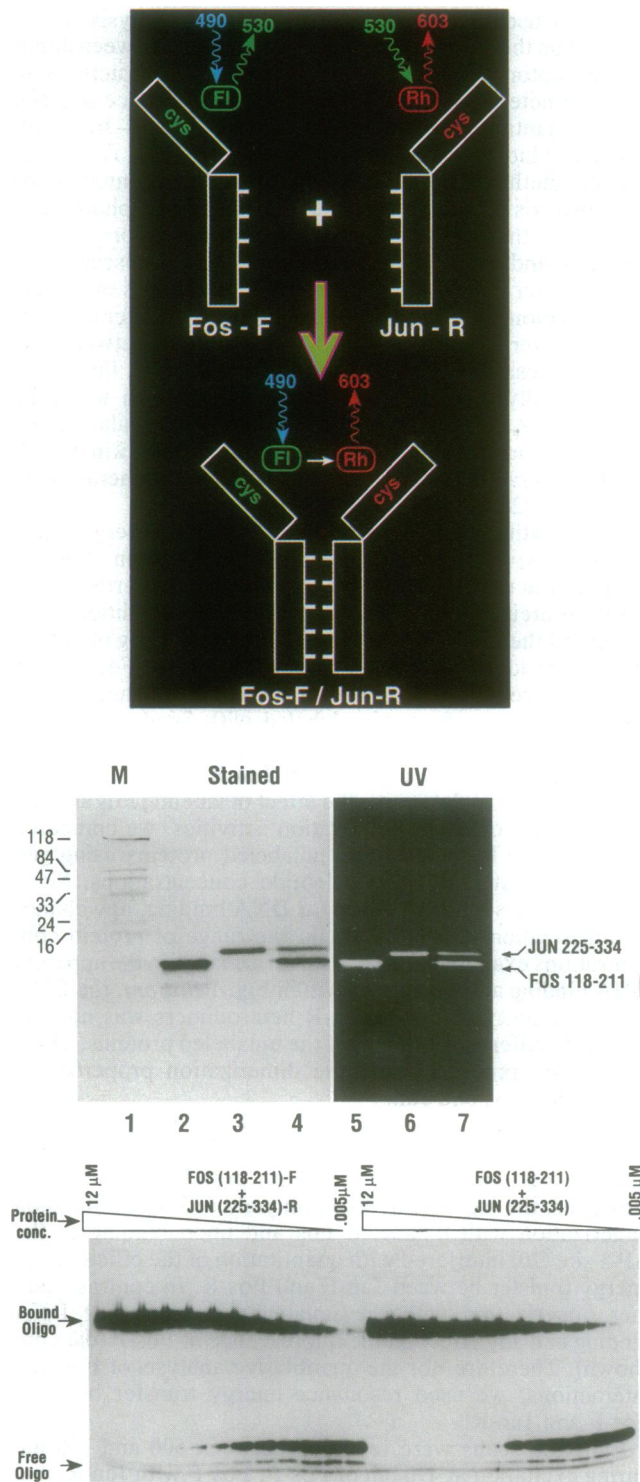 490
530
530
603
Fl
Rh
cys
cys
+
Fos - F
Jun - R
490
603
Fl
Rh
cys
cys
Fos-F / Jun-R
M Stained UV
118
84
47
33
24
16
JUN 225-334
FOS 118-211
1 2 3 4 5 6 7
12 µM
FOS (118-211)-F
+
JUN (225-334)-R
.005µM
12 µM
FOS (118-211)
+
JUN (225-334)
.005 µM
Protein
conc.
Bound
Oligo
Free
Oligo